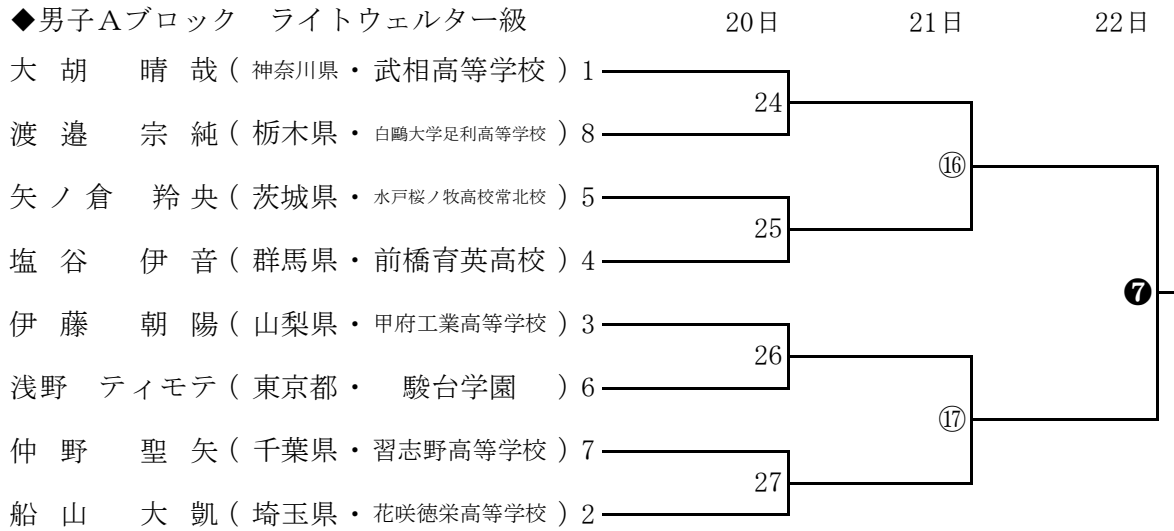 ◆男子Aブロック　ライトウェルター級　20日　21日　22日
大胡　晴哉（神奈川県・武相高等学校）1
24
渡邉　宗純（栃木県・白鷗大学足利高等学校）8
⑯
矢ノ倉　羚央（茨城県・水戸桜ノ牧高校常北校）5
25
塩谷　伊音（群馬県・前橋育英高校）4
❼
伊藤　朝陽（山梨県・甲府工業高等学校）3
26
浅野　ティモテ（東京都・駿台学園）6
⑰
仲野　聖矢（千葉県・習志野高等学校）7
27
船山　大凱（埼玉県・花咲徳栄高等学校）2